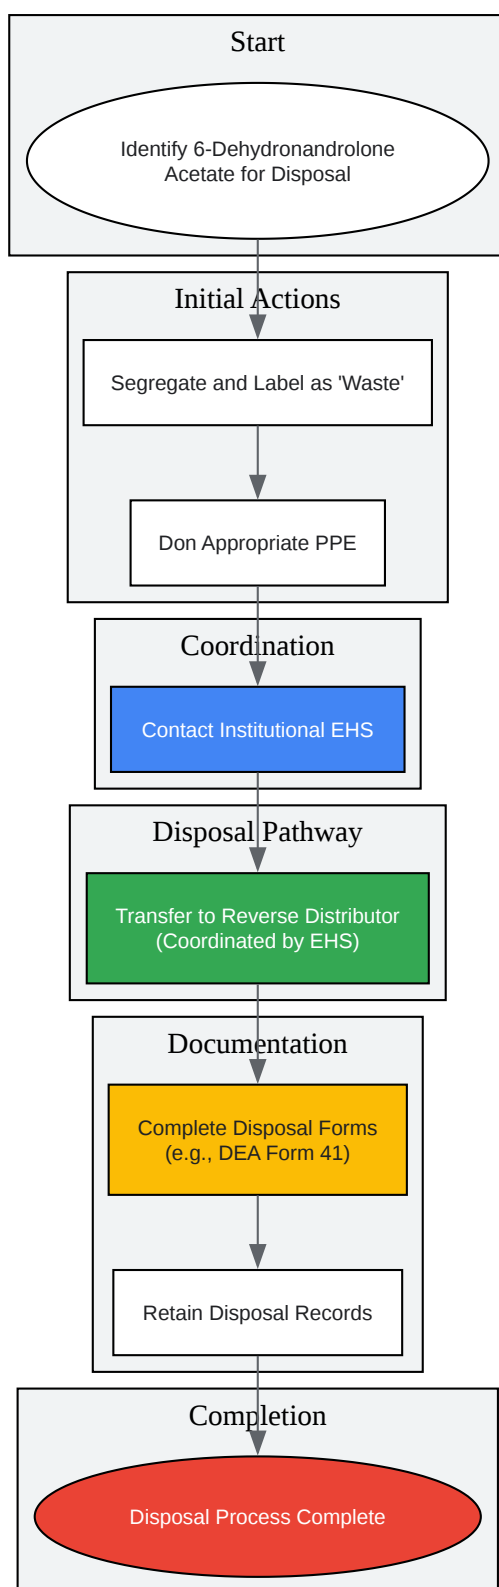 Start
Identify 6-Dehydronandrolone
Acetate for Disposal
Initial Actions
Segregate and Label as 'Waste'
Don Appropriate PPE
Coordination
Contact Institutional EHS
Disposal Pathway
Transfer to Reverse Distributor
(Coordinated by EHS)
Documentation
Complete Disposal Forms
(e.g., DEA Form 41)
Retain Disposal Records
Completion
Disposal Process Complete